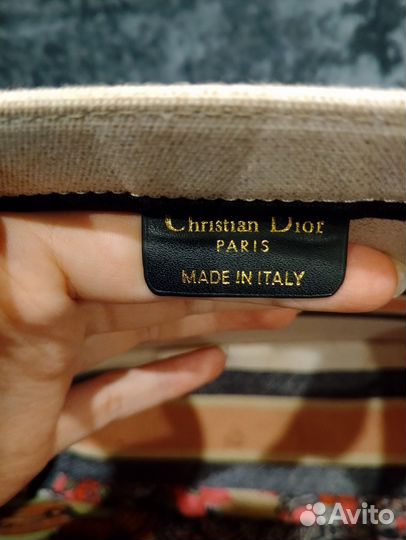 Christian Dior
PARIS
MADE IN ITALY
Avito